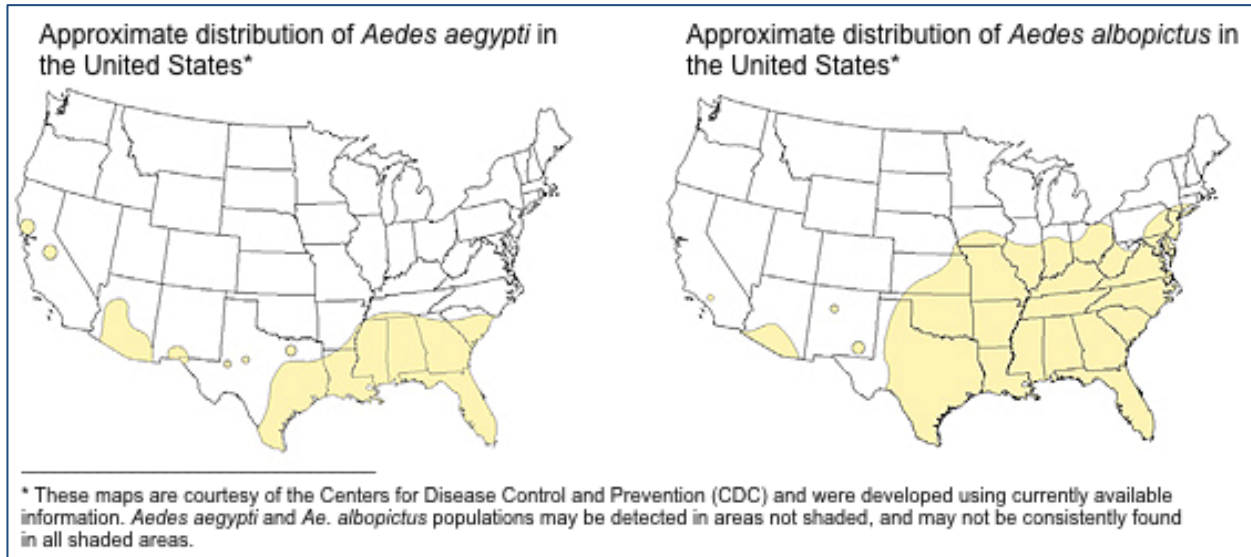 Approximate distribution of Aedes aegypti in
the United States*
Approximate distribution of Aedes albopictus in
the United States*
* These maps are courtesy of the Centers for Disease Control and Prevention (CDC) and were developed using currently available
information. Aedes aegypti and Ae. albopictus populations may be detected in areas not shaded, and may not be consistently found
in all shaded areas.